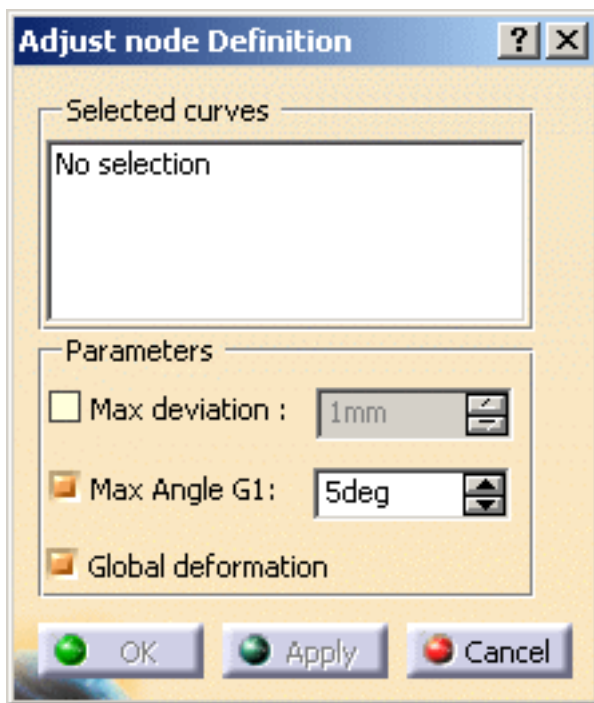 Adjust node Definition
Selected curves
No selection
Parameters
Max deviation : 1mm
Max Angle G1: 5deg
Global deformation
OK Apply Cancel